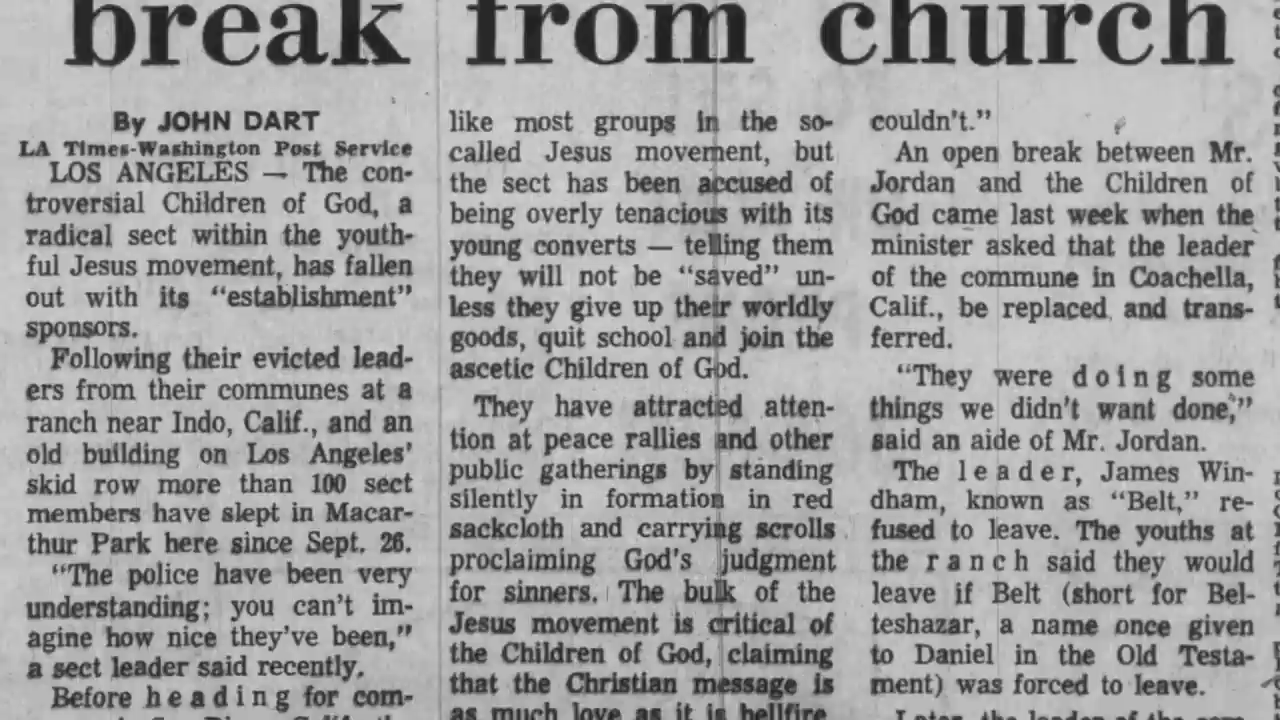 break from church
By JOHN DART
LA Times-Washington Post Service
LOS ANGELES — The con-
troversial Children of God, a
radical sect within the youth-
ful Jesus movement, has fallen
out with its "establishment"
sponsors.
Following their evicted lead-
ers from their communes at a
ranch near Indo, Calif., and an
old building on Los Angeles'
skid row more than 100 sect
members have slept in Macar-
thur Park here since Sept. 26.
"The police have been very
understanding; you can't im-
agine how nice they've been,"
a sect leader said recently.
Before heading for com-
like most groups in the so-
called Jesus movement, but
the sect has been accused of
being overly tenacious with its
young converts — telling them
they will not be "saved" un-
less they give up their worldly
goods, quit school and join the
ascetic Children of God.
They have attracted atten-
tion at peace rallies and other
public gatherings by standing
silently in formation in red
sackcloth and carrying scrolls
proclaiming God's judgment
for sinners. The bulk of the
Jesus movement is critical of
the Children of God, claiming
that the Christian message is
as much love as it is hellfire
couldn't."
An open break between Mr.
Jordan and the Children of
God came last week when the
minister asked that the leader
of the commune in Coachella,
Calif., be replaced and trans-
ferred.
"They were doing some
things we didn't want done,"
said an aide of Mr. Jordan.
The leader, James Win-
dham, known as "Belt," re-
fused to leave. The youths at
the ranch said they would
leave if Belt (short for Bel-
teshazar, a name once given
to Daniel in the Old Testa-
ment) was forced to leave.
Later, the leader of the